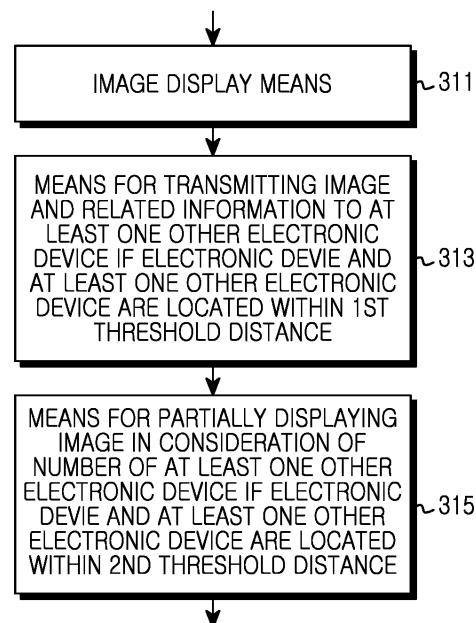 IMAGE DISPLAY MEANS
311
MEANS FOR TRANSMITTING IMAGE
AND RELATED INFORMATION TO AT
LEAST ONE OTHER ELECTRONIC
DEVICE IF ELECTRONIC DEVIE AND
AT LEAST ONE OTHER ELECTRONIC
DEVICE ARE LOCATED WITHIN 1ST
THRESHOLD DISTANCE
313
MEANS FOR PARTIALLY DISPLAYING
IMAGE IN CONSIDERATION OF
NUMBER OF AT LEAST ONE OTHER
ELECTRONIC DEVICE IF ELECTRONIC
DEVIE AND AT LEAST ONE OTHER
ELECTRONIC DEVICE ARE LOCATED
WITHIN 2ND THRESHOLD DISTANCE
315